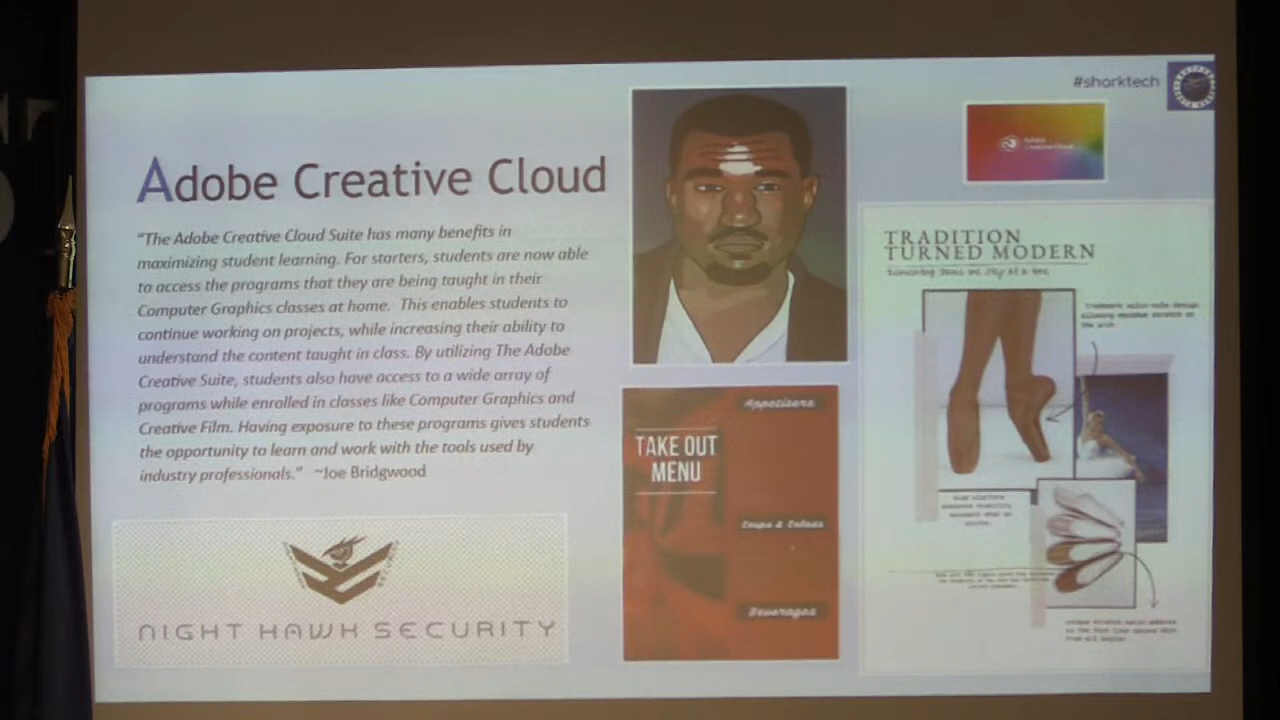 #sharktech
Adobe
Creative Cloud
Adobe Creative Cloud
“The Adobe Creative Cloud Suite has many benefits in
maximizing student learning. For starters, students are now able
to access the programs that they are being taught in their
Computer Graphics classes at home. This enables students to
continue working on projects, while increasing their ability to
understand the content taught in class. By utilizing The Adobe
Creative Suite, students also have access to a wide array of
programs while enrolled in classes like Computer Graphics and
Creative Film. Having exposure to these programs gives students
the opportunity to learn and work with the tools used by
industry professionals.” ~Joe Bridgwood
NIGHT HAWK SECURITY
TAKE OUT
MENU
Appetizers
Soups & Salads
Beverages
TRADITION
TURNED MODERN